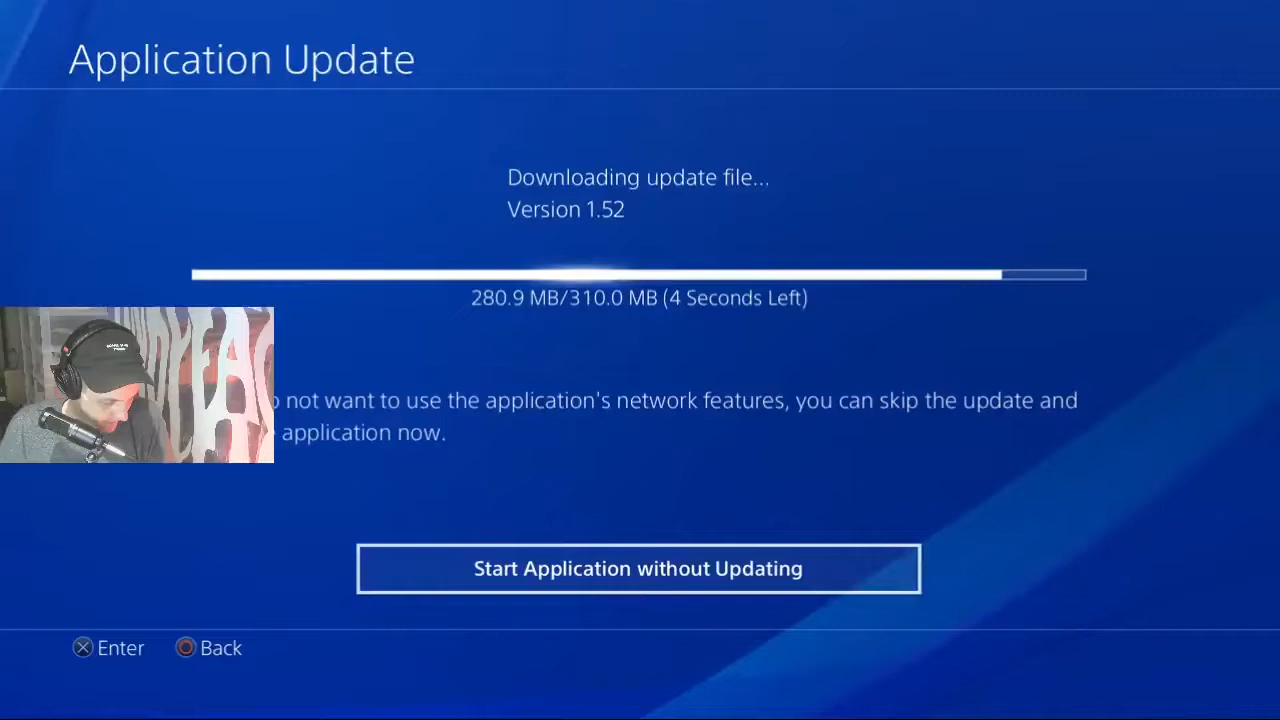 Application Update
Downloading update file...
Version 1.52
280.9 MB/310.0 MB (4 Seconds Left)
not want to use the application's network features, you can skip the update and
application now.
Start Application without Updating
Enter Back